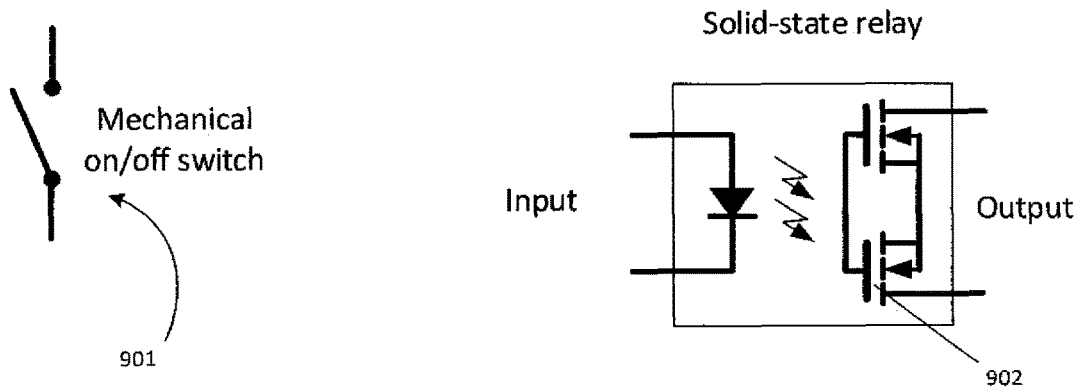 Solid-state relay
Mechanical
on/off switch
Input
Output
901
902